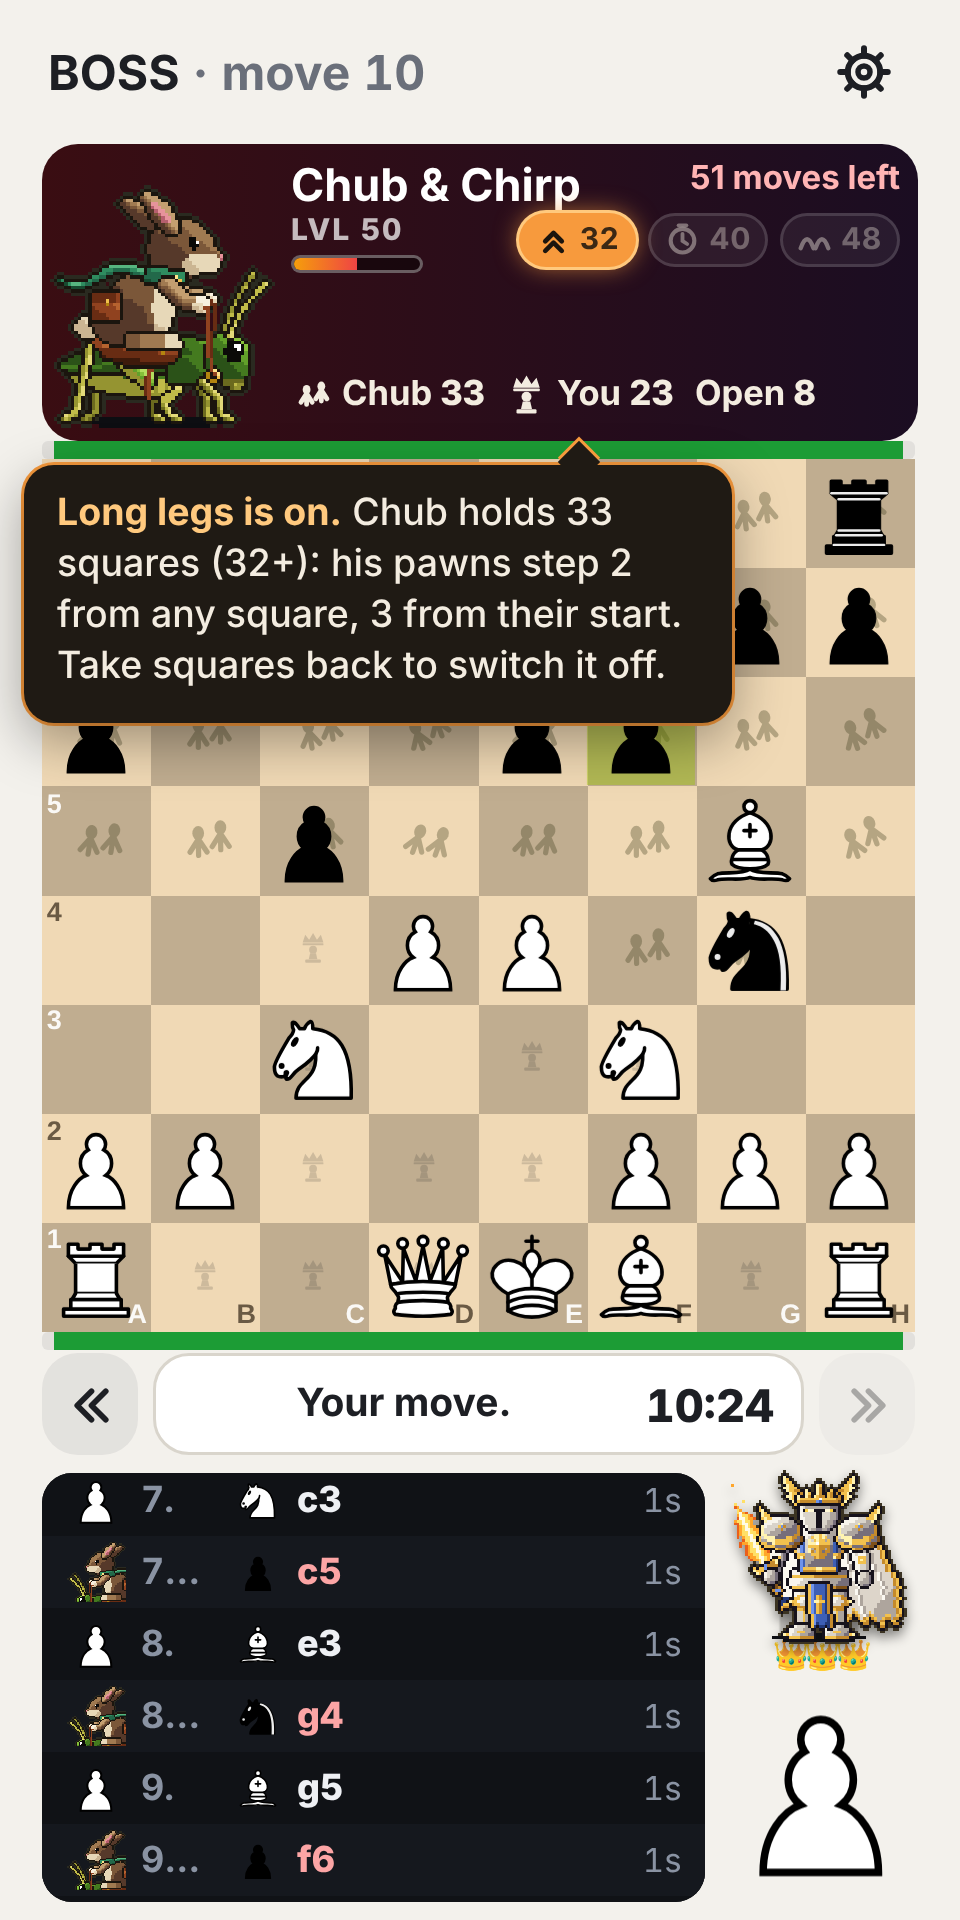 BOSS · move 10
Chub & Chirp
51 moves left
LVL 50
32 40 48
Chub 33 You 23 Open 8
Long legs is on. Chub holds 33
squares (32+): his pawns step 2
from any square, 3 from their start.
Take squares back to switch it off.
5
4
3
2
1
A B C D E F G H
Your move. 10:24
7. c3 1s
7... c5 1s
8. e3 1s
8... g4 1s
9. g5 1s
9... f6 1s